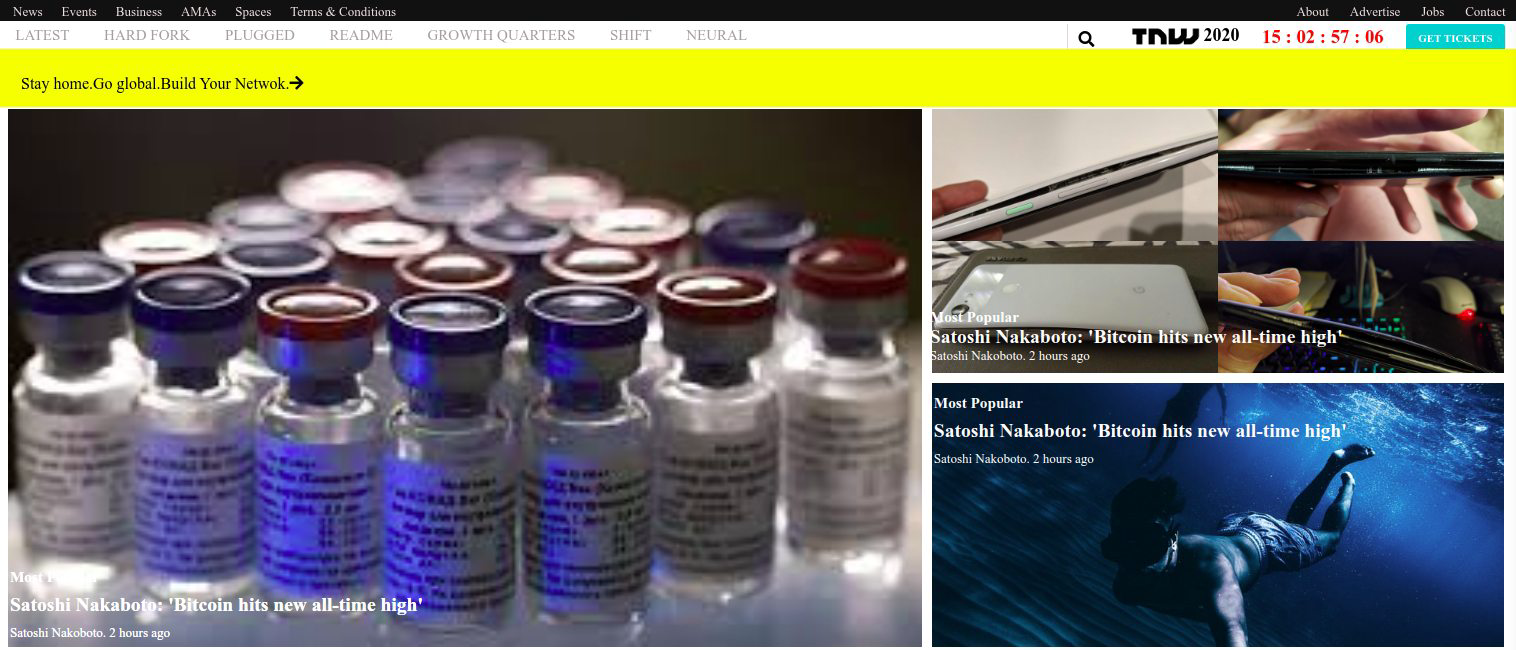 News Events Business AMAs Spaces Terms & Conditions About Advertise Jobs Contact
LATEST HARD FORK PLUGGED README GROWTH QUARTERS SHIFT NEURAL TNW 2020 15 : 02 : 57 : 06 GET TICKETS
Stay home.Go global.Build Your Netwok.
Most Popular
Satoshi Nakaboto: 'Bitcoin hits new all-time high'
Satoshi Nakoboto. 2 hours ago
Most Popular
Satoshi Nakaboto: 'Bitcoin hits new all-time high'
Satoshi Nakoboto. 2 hours ago
Most Popular
Satoshi Nakaboto: 'Bitcoin hits new all-time high'
Satoshi Nakoboto. 2 hours ago